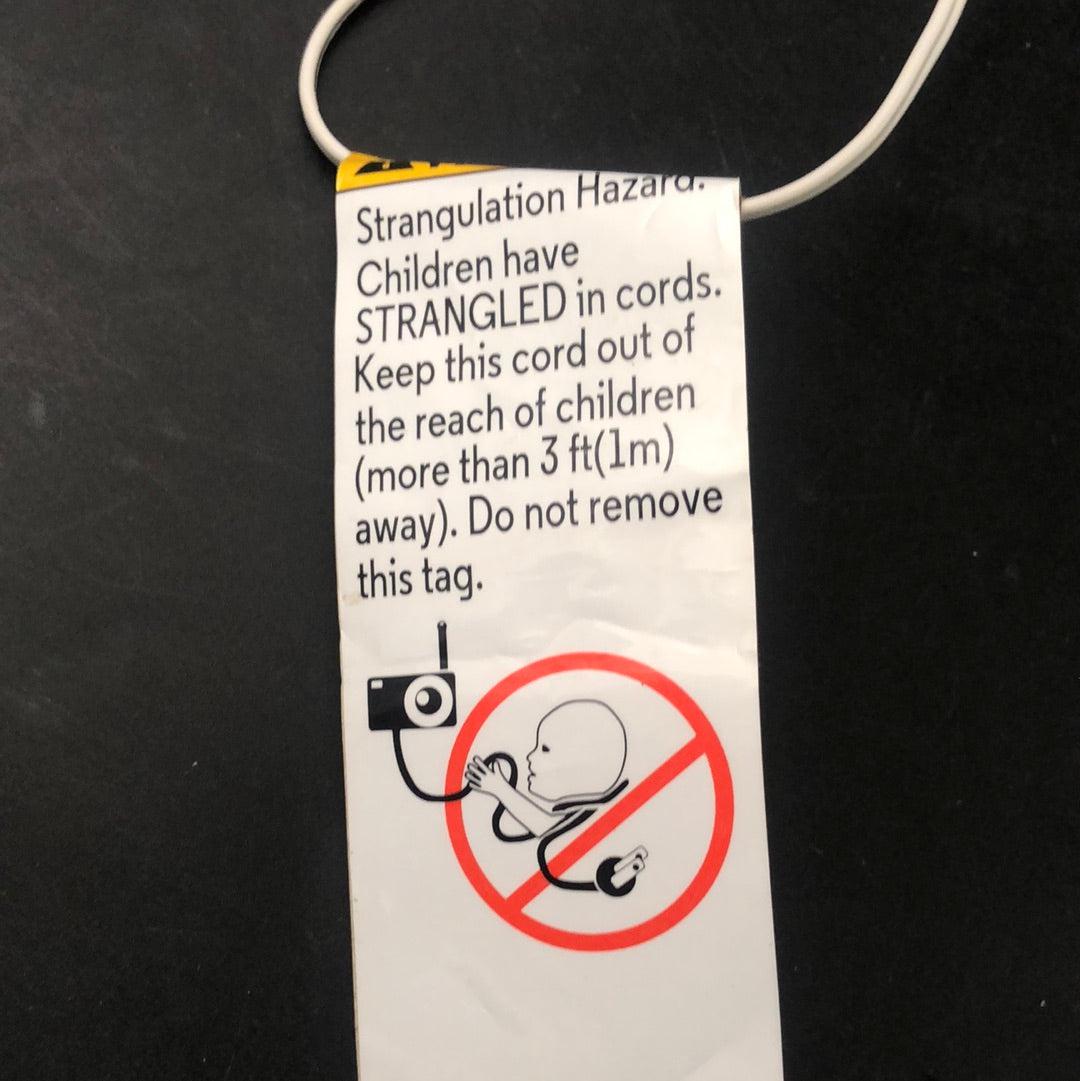 Strangulation Hazard.
Children have
STRANGLED in cords.
Keep this cord out of
the reach of children
(more than 3 ft(1m)
away). Do not remove
this tag.